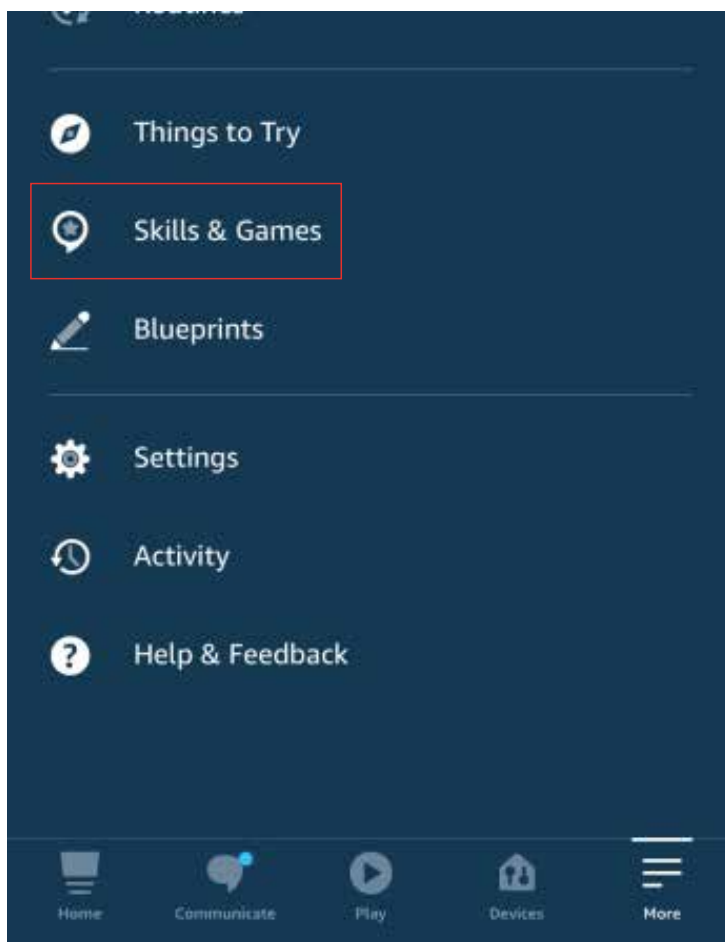 Things to Try
Skills & Games
Blueprints
Settings
Activity
Help & Feedback
Home
Communicate
Play
Devices
More